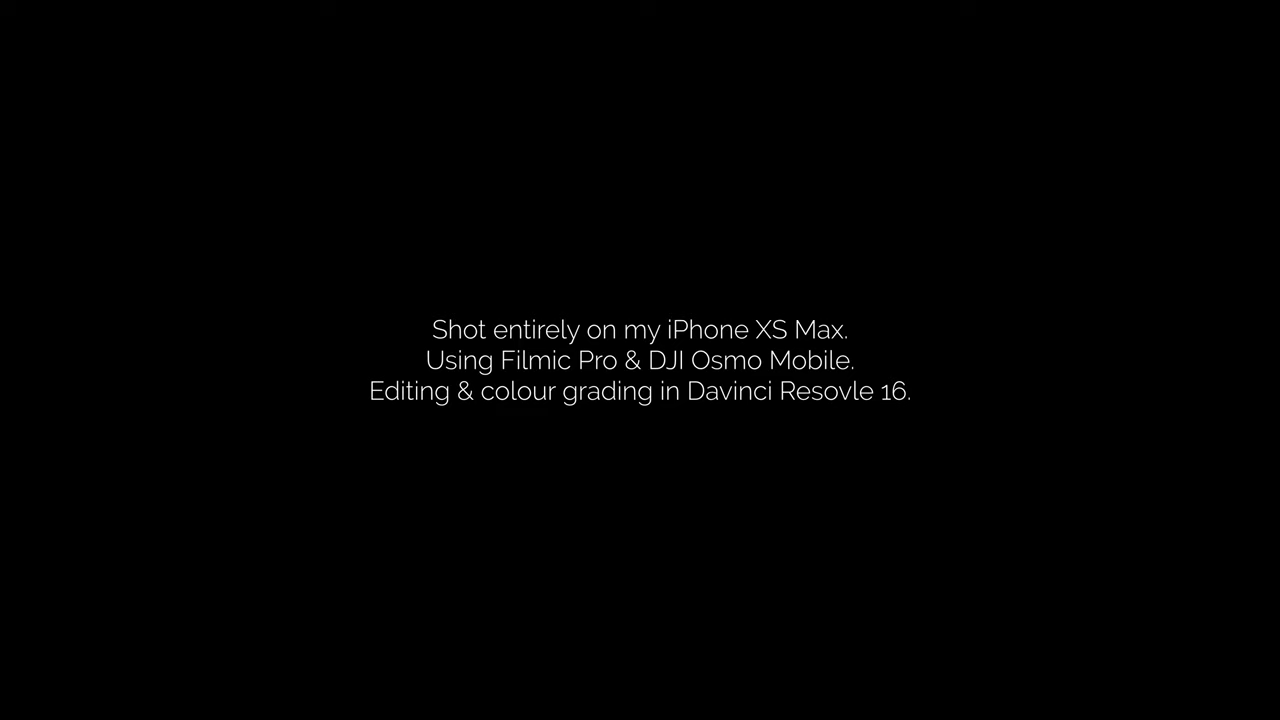 Shot entirely on my iPhone XS Max.
Using Filmic Pro & DJI Osmo Mobile.
Editing & colour grading in Davinci Resovle 16.